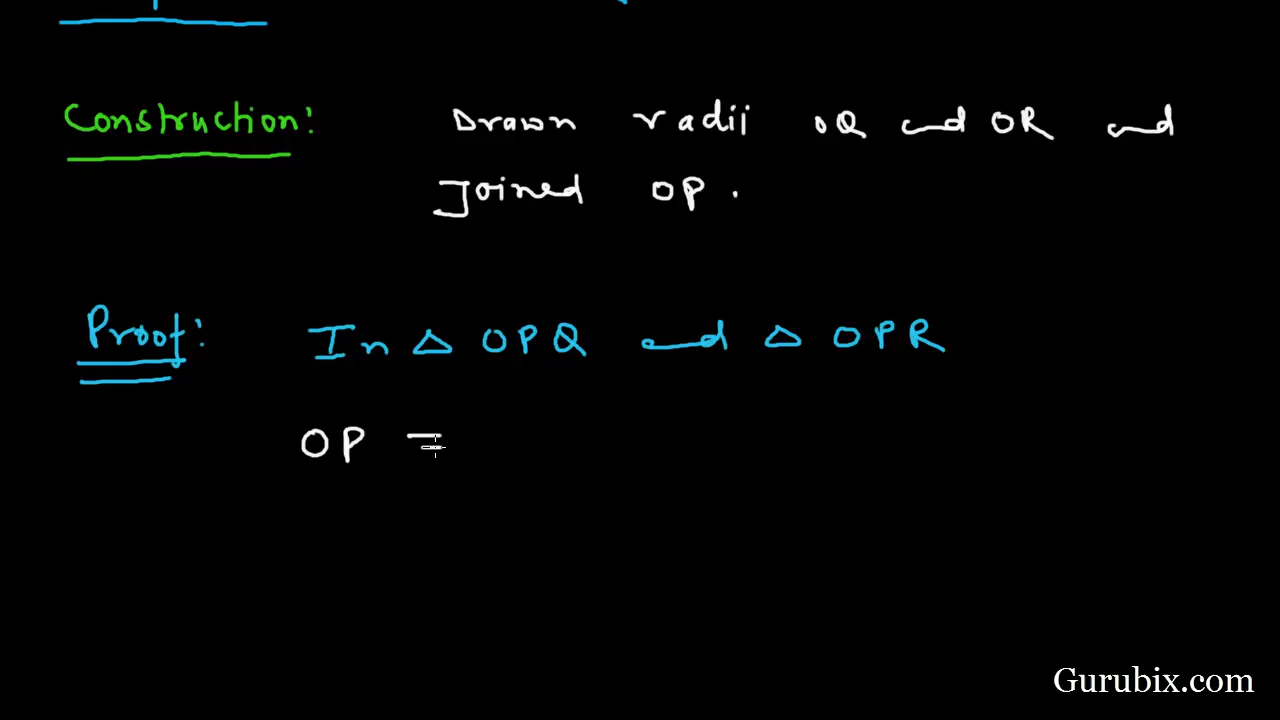 Construction: Drawn radii OQ and OR and
Joined OP.
Proof: In Δ OPQ and Δ OPR
OP =
Gurubix.com